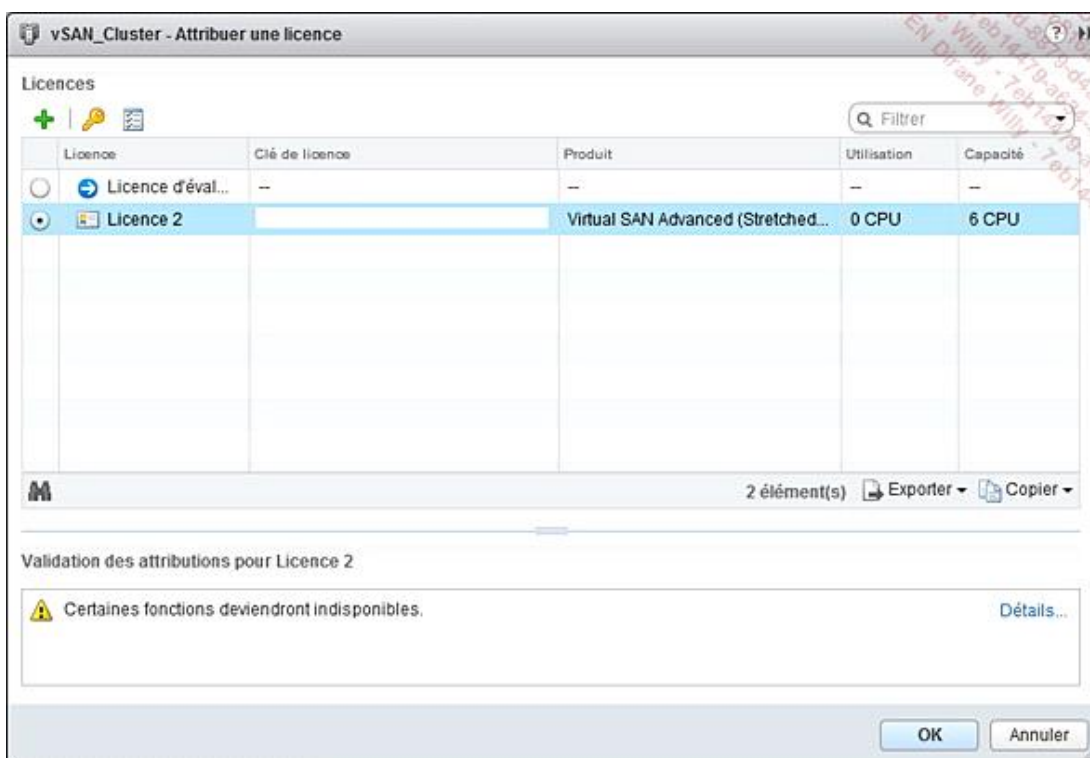 vSAN_Cluster - Attribuer une licence
Licences
Filtrer
Licence Clé de licence Produit Utilisation Capacité
Licence d'éval... -- -- -- --
Licence 2 Virtual SAN Advanced (Stretched... 0 CPU 6 CPU
2 élément(s) Exporter Copier
Validation des attributions pour Licence 2
Certaines fonctions deviendront indisponibles. Détails...
OK Annuler